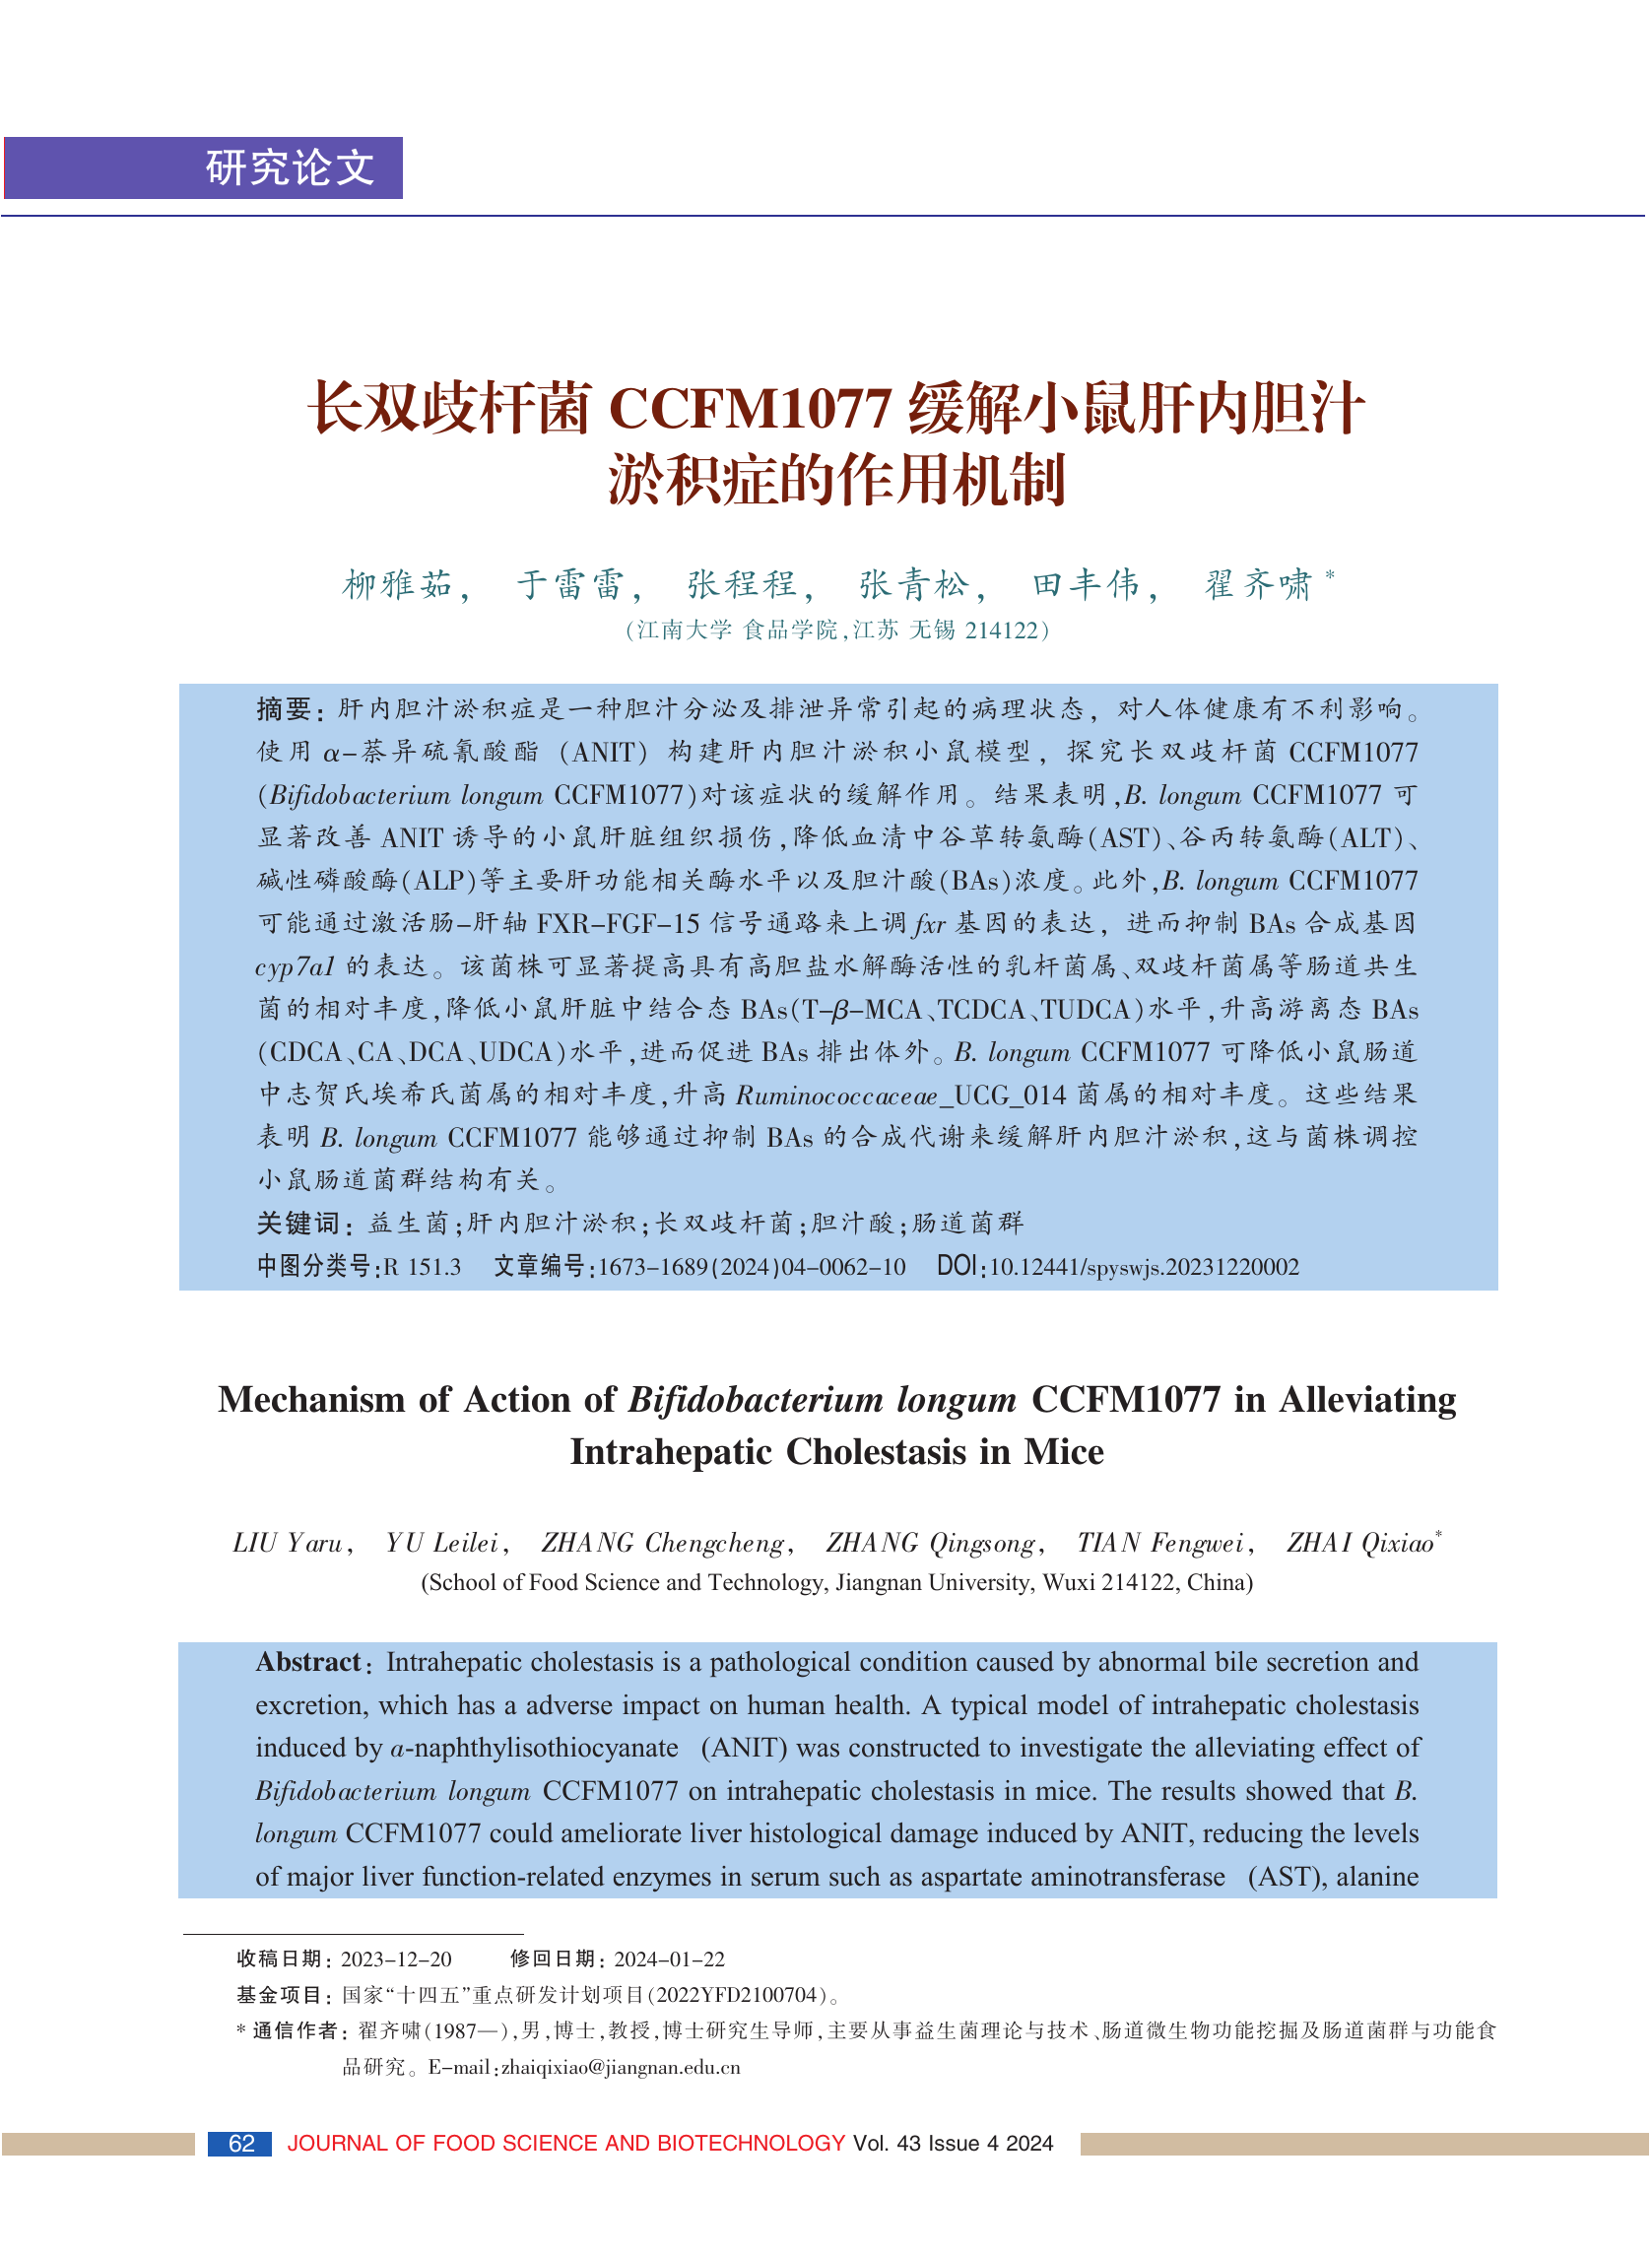 研究论文
长双歧杆菌 CCFM1077 缓解小鼠肝内胆汁
淤积症的作用机制
柳雅茹， 于雷雷， 张程程， 张青松， 田丰伟， 翟齐啸*
(江南大学 食品学院,江苏 无锡 214122)
摘要：肝内胆汁淤积症是一种胆汁分泌及排泄异常引起的病理状态，对人体健康有不利影响。
使用 α-萘异硫氰酸酯 (ANIT) 构建肝内胆汁淤积小鼠模型，探究长双歧杆菌 CCFM1077
(Bifidobacterium longum CCFM1077)对该症状的缓解作用。结果表明,B. longum CCFM1077 可
显著改善 ANIT 诱导的小鼠肝脏组织损伤,降低血清中谷草转氨酶(AST)、谷丙转氨酶(ALT)、
碱性磷酸酶(ALP)等主要肝功能相关酶水平以及胆汁酸(BAs)浓度。此外,B. longum CCFM1077
可能通过激活肠-肝轴 FXR-FGF-15 信号通路来上调 fxr 基因的表达，进而抑制 BAs 合成基因
cyp7a1 的表达。该菌株可显著提高具有高胆盐水解酶活性的乳杆菌属、双歧杆菌属等肠道共生
菌的相对丰度,降低小鼠肝脏中结合态 BAs(T-β-MCA、TCDCA、TUDCA)水平,升高游离态 BAs
(CDCA、CA、DCA、UDCA)水平,进而促进 BAs 排出体外。B. longum CCFM1077 可降低小鼠肠道
中志贺氏埃希氏菌属的相对丰度,升高 Ruminococcaceae_UCG_014 菌属的相对丰度。这些结果
表明 B. longum CCFM1077 能够通过抑制 BAs 的合成代谢来缓解肝内胆汁淤积,这与菌株调控
小鼠肠道菌群结构有关。
关键词：益生菌;肝内胆汁淤积;长双歧杆菌;胆汁酸;肠道菌群
中图分类号:R 151.3 文章编号:1673-1689(2024)04-0062-10 DOI:10.12441/spyswjs.20231220002
Mechanism of Action of Bifidobacterium longum CCFM1077 in Alleviating
Intrahepatic Cholestasis in Mice
LIU Yaru， YU Leilei， ZHANG Chengcheng， ZHANG Qingsong， TIAN Fengwei， ZHAI Qixiao*
(School of Food Science and Technology, Jiangnan University, Wuxi 214122, China)
Abstract：Intrahepatic cholestasis is a pathological condition caused by abnormal bile secretion and
excretion, which has a adverse impact on human health. A typical model of intrahepatic cholestasis
induced by a-naphthylisothiocyanate (ANIT) was constructed to investigate the alleviating effect of
Bifidobacterium longum CCFM1077 on intrahepatic cholestasis in mice. The results showed that B.
longum CCFM1077 could ameliorate liver histological damage induced by ANIT, reducing the levels
of major liver function-related enzymes in serum such as aspartate aminotransferase (AST), alanine
收稿日期：2023-12-20 修回日期：2024-01-22
基金项目：国家“十四五”重点研发计划项目(2022YFD2100704)。
* 通信作者：翟齐啸(1987—),男,博士,教授,博士研究生导师,主要从事益生菌理论与技术、肠道微生物功能挖掘及肠道菌群与功能食
品研究。E-mail:zhaiqixiao@jiangnan.edu.cn
62 JOURNAL OF FOOD SCIENCE AND BIOTECHNOLOGY Vol. 43 Issue 4 2024